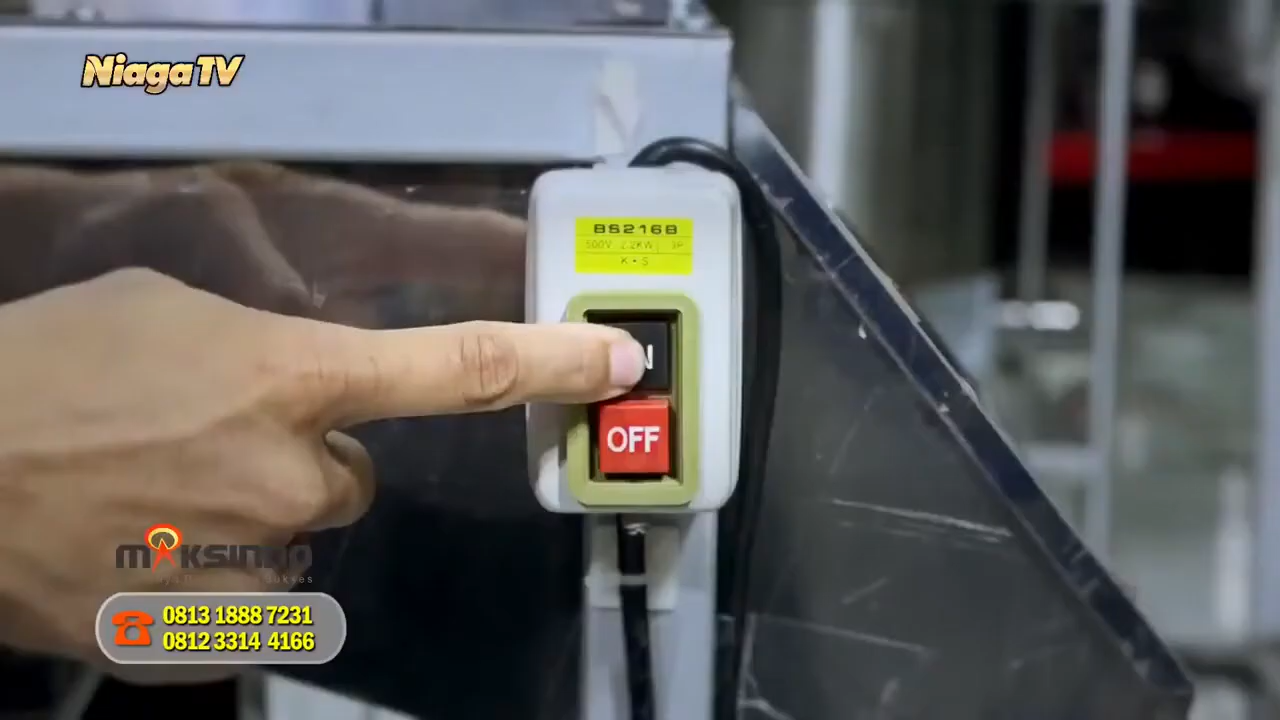 NiagaTV
BS216B
500V 2.2KW 3P
K • S
N
OFF
MAKSINDO
0813 1888 7231
0812 3314 4166